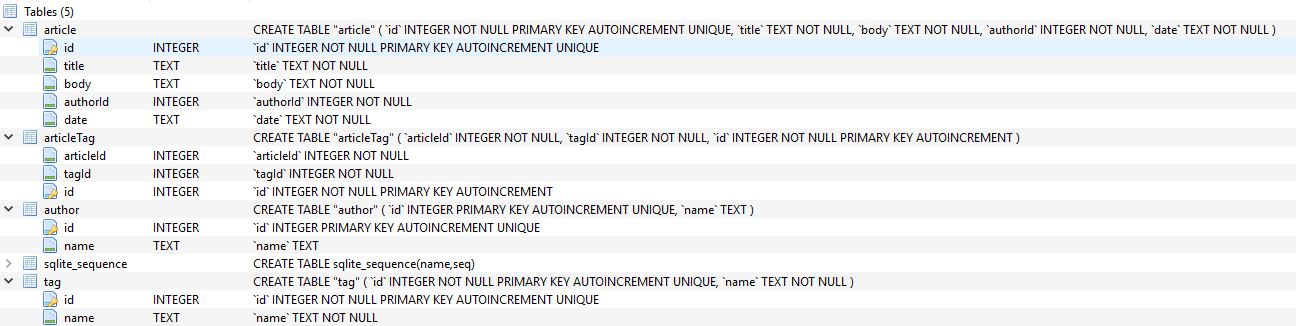 Tables (5)
article CREATE TABLE "article" ( `id` INTEGER NOT NULL PRIMARY KEY AUTOINCREMENT UNIQUE, `title` TEXT NOT NULL, `body` TEXT NOT NULL, `authorId` INTEGER NOT NULL, `date` TEXT NOT NULL )
id INTEGER `id` INTEGER NOT NULL PRIMARY KEY AUTOINCREMENT UNIQUE
title TEXT `title` TEXT NOT NULL
body TEXT `body` TEXT NOT NULL
authorId INTEGER `authorId` INTEGER NOT NULL
date TEXT `date` TEXT NOT NULL
articleTag CREATE TABLE "articleTag" ( `articleId` INTEGER NOT NULL, `tagId` INTEGER NOT NULL, `id` INTEGER NOT NULL PRIMARY KEY AUTOINCREMENT )
articleId INTEGER `articleId` INTEGER NOT NULL
tagId INTEGER `tagId` INTEGER NOT NULL
id INTEGER `id` INTEGER NOT NULL PRIMARY KEY AUTOINCREMENT
author CREATE TABLE "author" ( `id` INTEGER PRIMARY KEY AUTOINCREMENT UNIQUE, `name` TEXT )
id INTEGER `id` INTEGER PRIMARY KEY AUTOINCREMENT UNIQUE
name TEXT `name` TEXT
sqlite_sequence CREATE TABLE sqlite_sequence(name,seq)
tag CREATE TABLE "tag" ( `id` INTEGER NOT NULL PRIMARY KEY AUTOINCREMENT UNIQUE, `name` TEXT NOT NULL )
id INTEGER `id` INTEGER NOT NULL PRIMARY KEY AUTOINCREMENT UNIQUE
name TEXT `name` TEXT NOT NULL